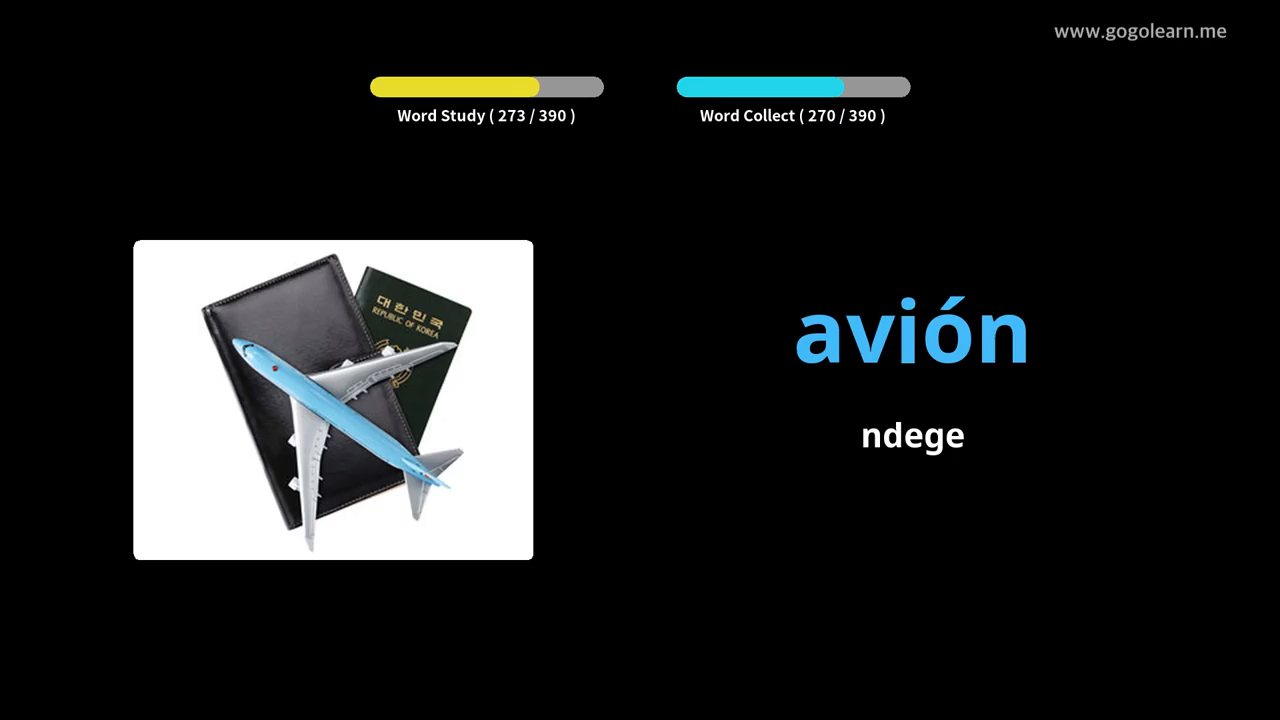 www.gogolearn.me
Word Study ( 273 / 390 )
Word Collect ( 270 / 390 )
대한민국
REPUBLIC OF KOREA
avión
ndege